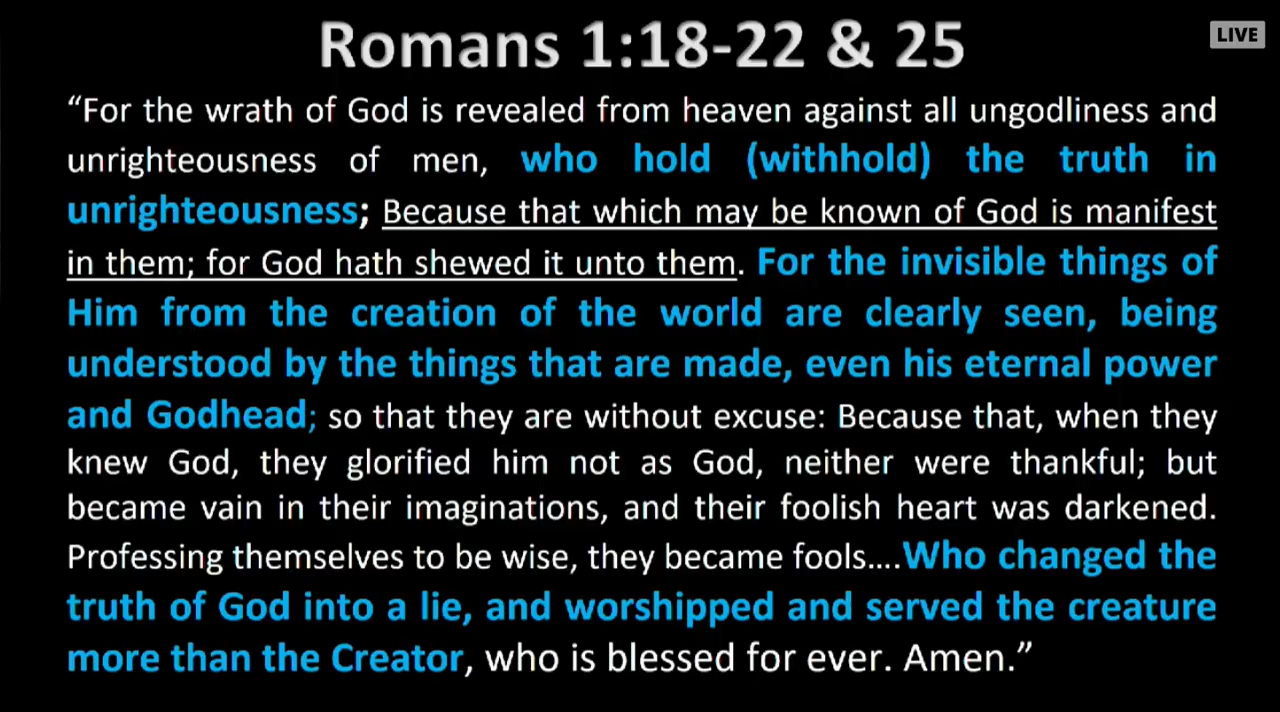 Romans 1:18-22 & 25
LIVE
“For the wrath of God is revealed from heaven against all ungodliness and
unrighteousness of men, who hold (withhold) the truth in
unrighteousness; Because that which may be known of God is manifest
in them; for God hath shewed it unto them. For the invisible things of
Him from the creation of the world are clearly seen, being
understood by the things that are made, even his eternal power
and Godhead; so that they are without excuse: Because that, when they
knew God, they glorified him not as God, neither were thankful; but
became vain in their imaginations, and their foolish heart was darkened.
Professing themselves to be wise, they became fools....Who changed the
truth of God into a lie, and worshipped and served the creature
more than the Creator, who is blessed for ever. Amen.”